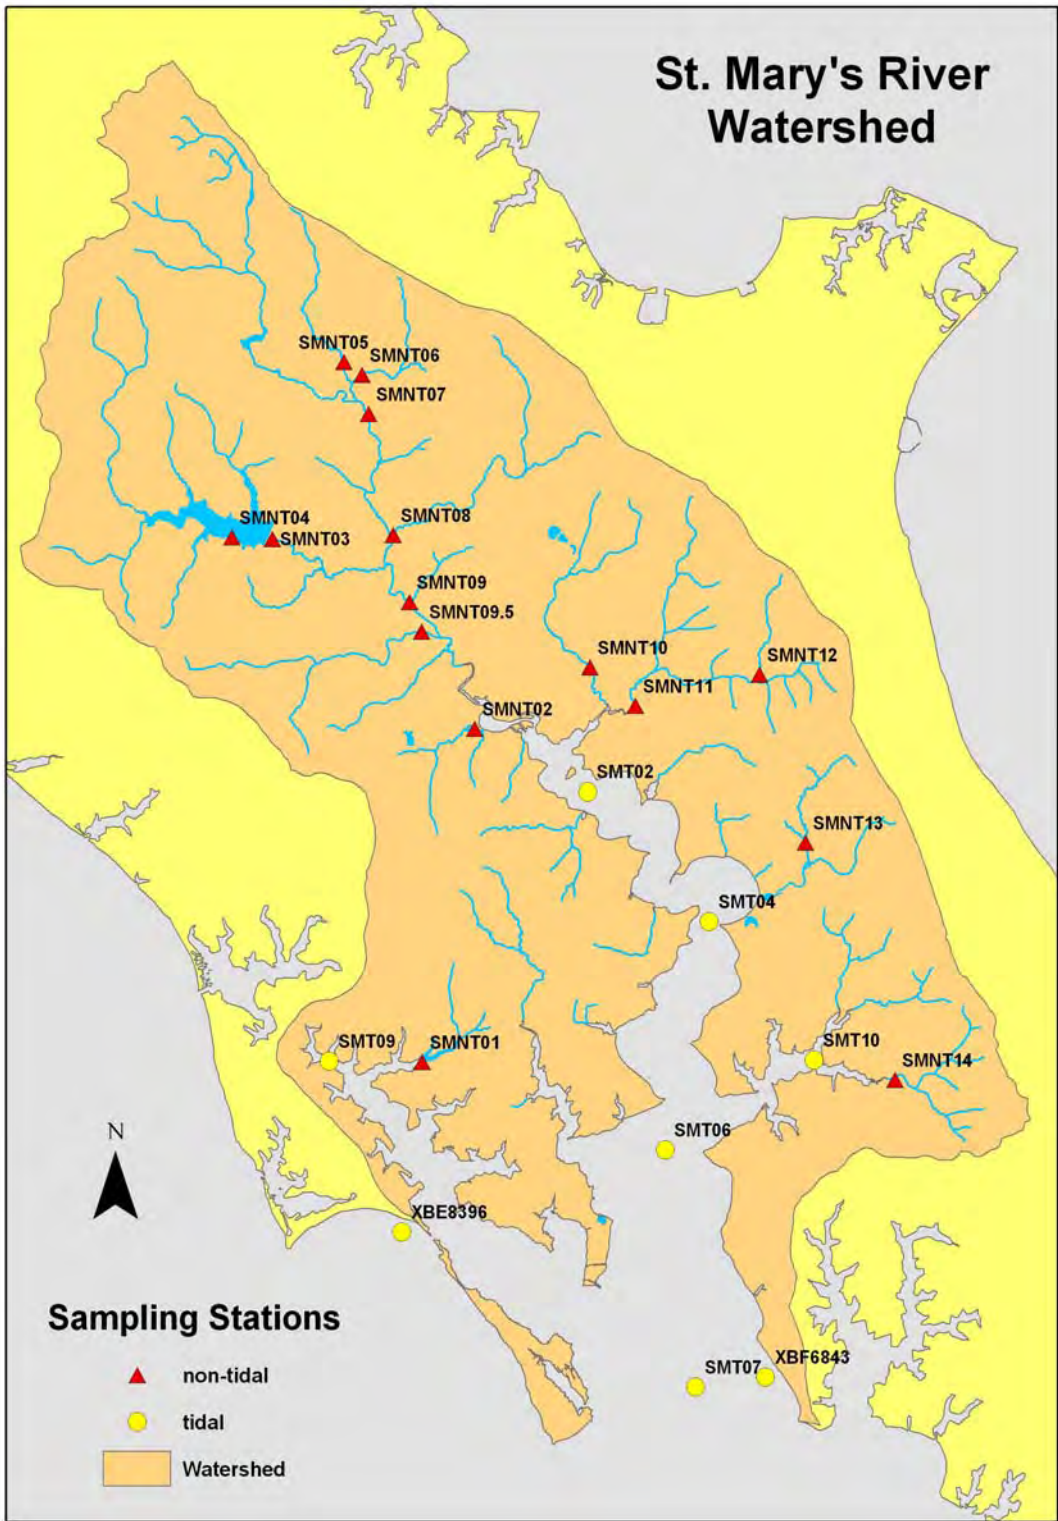 St. Mary's River
Watershed
SMNT05
SMNT06
SMNT07
SMNT04
SMNT03
SMNT08
SMNT09
SMNT09.5
SMNT10
SMNT12
SMNT11
SMNT02
SMT02
SMNT13
SMT04
SMT09
SMNT01
SMT10
SMNT14
N
SMT06
XBE8396
Sampling Stations
SMT07
XBF6843
non-tidal
tidal
Watershed